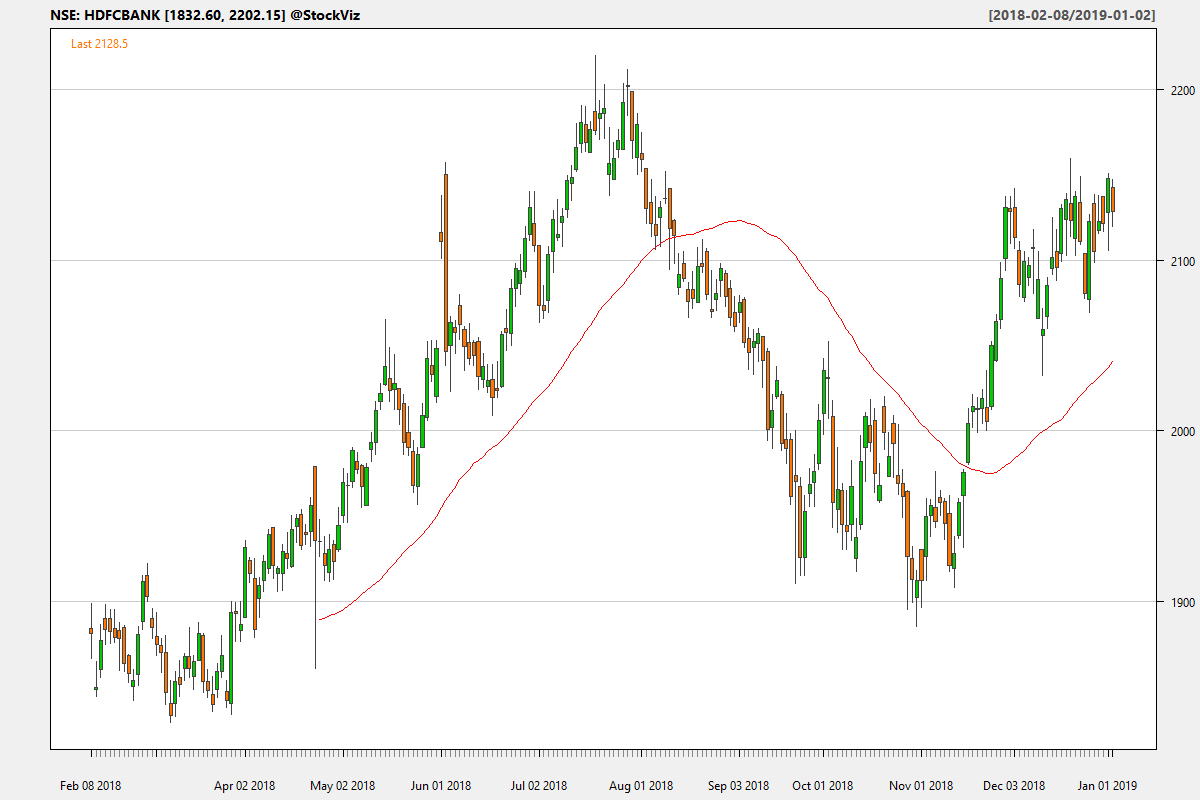 NSE: HDFCBANK [1832.60, 2202.15] @StockViz [2018-02-08/2019-01-02]
Last 2128.5
2200
2100
2000
1900
Feb 08 2018 Apr 02 2018 May 02 2018 Jun 01 2018 Jul 02 2018 Aug 01 2018 Sep 03 2018 Oct 01 2018 Nov 01 2018 Dec 03 2018 Jan 01 2019